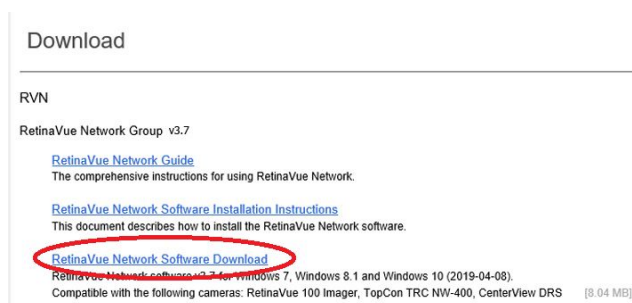 Download
RVN
RetinaVue Network Group v3.7
RetinaVue Network Guide
The comprehensive instructions for using RetinaVue Network.
RetinaVue Network Software Installation Instructions
This document describes how to install the RetinaVue Network software.
RetinaVue Network Software Download
RetinaVue Network software v3.7 for Windows 7, Windows 8.1 and Windows 10 (2019-04-08).
Compatible with the following cameras: RetinaVue 100 Imager, TopCon TRC NW-400, CenterView DRS [8.04 MB]